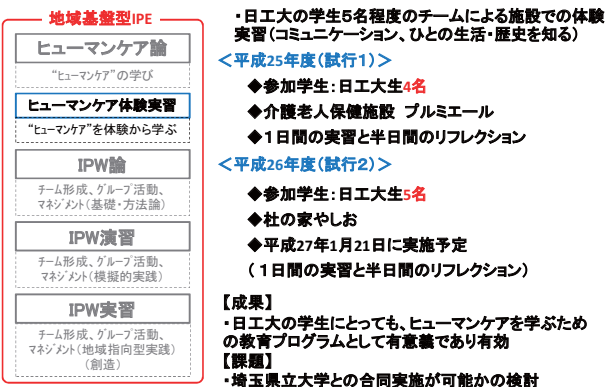 地域基盤型IPE
ヒューマンケア論
“ヒューマンケア”の学び
ヒューマンケア体験実習
“ヒューマンケア”を体験から学ぶ
IPW論
チーム形成、グループ活動、
マネジメント(基礎・方法論)
IPW演習
チーム形成、グループ活動、
マネジメント(模擬的実践)
IPW実習
チーム形成、グループ活動、
マネジメント(地域指向型実践)
(創造)
・日工大の学生5名程度のチームによる施設での体験
実習(コミュニケーション、ひとの生活・歴史を知る)
<平成25年度(試行1)>
◆参加学生:日工大生4名
◆介護老人保健施設 プルミエール
◆1日間の実習と半日間のリフレクション
<平成26年度(試行2)>
◆参加学生:日工大生5名
◆杜の家やしお
◆平成27年1月21日に実施予定
(1日間の実習と半日間のリフレクション)
【成果】
・日工大の学生にとっても、ヒューマンケアを学ぶため
の教育プログラムとして有意義であり有効
【課題】
・埼玉県立大学との合同実施が可能かの検討